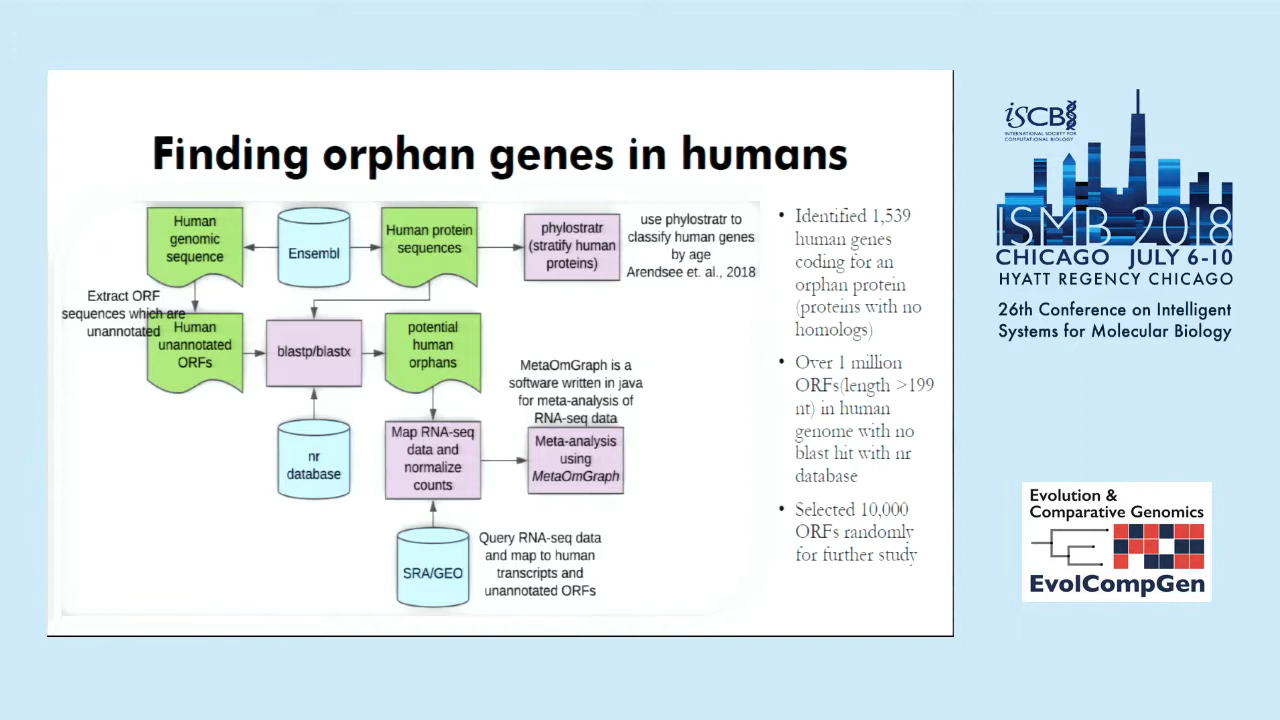 Finding orphan genes in humans
Human
genomic
sequence
Ensembl
Human protein
sequences
phylostratr
(stratify human
proteins)
use phylostratr to
classify human genes
by age
Arendsee et. al., 2018
Extract ORF
sequences which are
unannotated
Human
unannotated
ORFs
blastp/blastx
potential
human
orphans
MetaOmGraph is a
software written in java
for meta-analysis of
RNA-seq data
nr
database
Map RNA-seq
data and
normalize
counts
Meta-analysis
using
MetaOmGraph
SRA/GEO
Query RNA-seq data
and map to human
transcripts and
unannotated ORFs
• Identified 1,539
human genes
coding for an
orphan protein
(proteins with no
homologs)
• Over 1 million
ORFs(length >199
nt) in human
genome with no
blast hit with nr
database
• Selected 10,000
ORFs randomly
for further study
iSCB
INTERNATIONAL SOCIETY FOR
COMPUTATIONAL BIOLOGY
ISMB 2018
CHICAGO JULY 6-10
HYATT REGENCY CHICAGO
26th Conference on Intelligent
Systems for Molecular Biology
Evolution &
Comparative Genomics
EvolCompGen